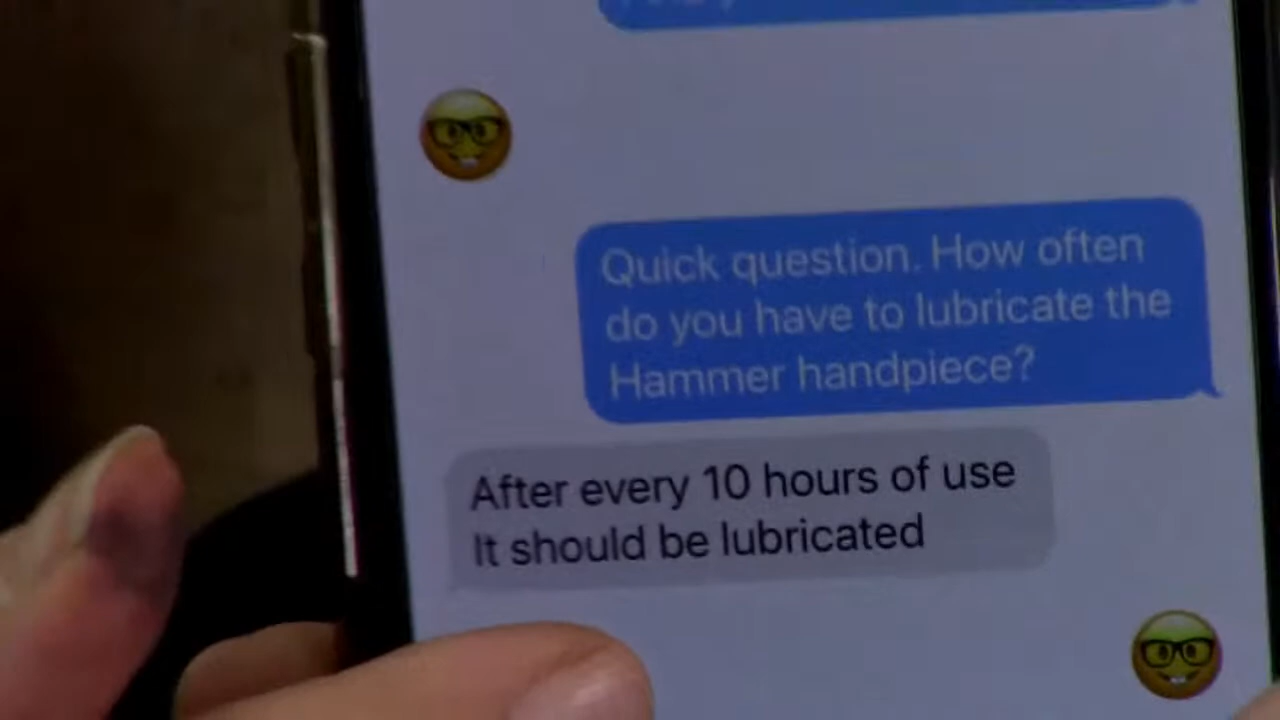 Quick question. How often
do you have to lubricate the
Hammer handpiece?
After every 10 hours of use
It should be lubricated